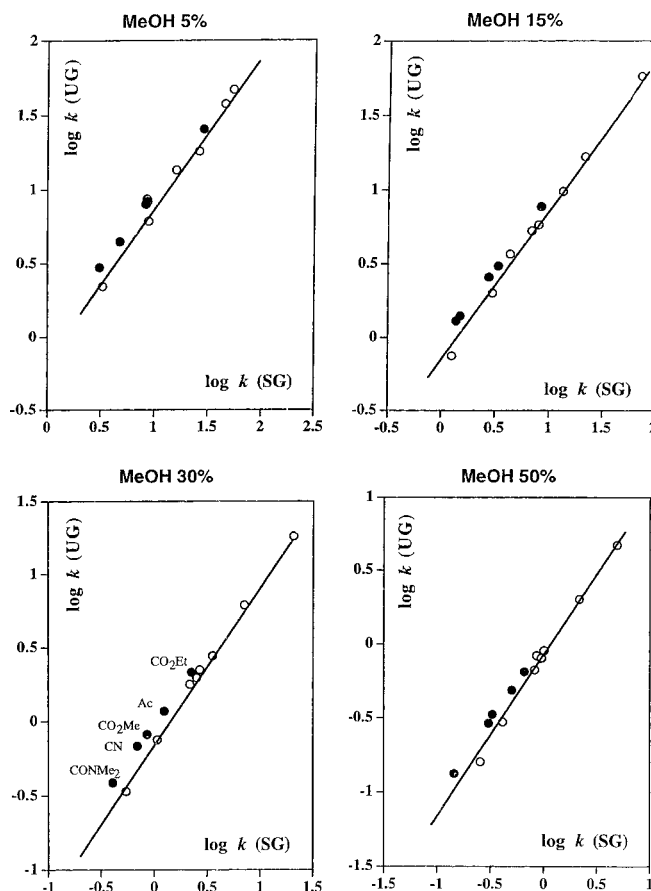 MeOH 5%
2
1.5
1
0.5
0
-0.5
log k (UG)
log k (SG)
0 0.5 1 1.5 2 2.5
MeOH 15%
2
1.5
1
0.5
0
-0.5
log k (UG)
log k (SG)
-0.5 0 0.5 1 1.5 2
MeOH 30%
1.5
1
0.5
0
-0.5
-1
log k (UG)
CO2Et
Ac
CO2Me
CN
CONMe2
log k (SG)
-1 -0.5 0 0.5 1 1.5
MeOH 50%
1
0.5
0
-0.5
-1
-1.5
log k (UG)
log k (SG)
-1.5 -1 -0.5 0 0.5 1